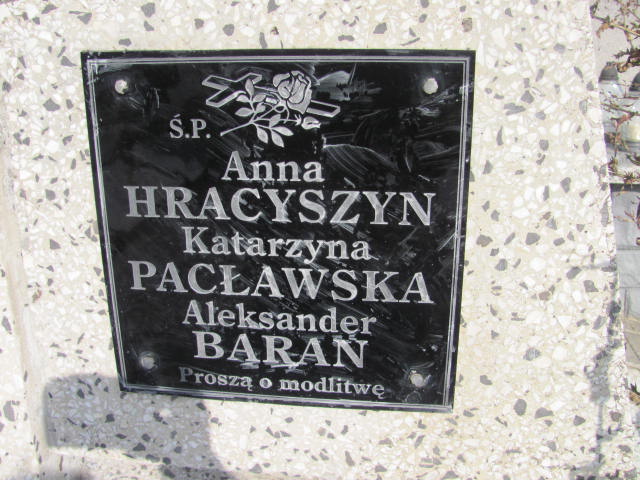 Ś.P.
Anna
HRACYSZYN
Katarzyna
PACŁAWSKA
Aleksander
BARAN
Proszą o modlitwę